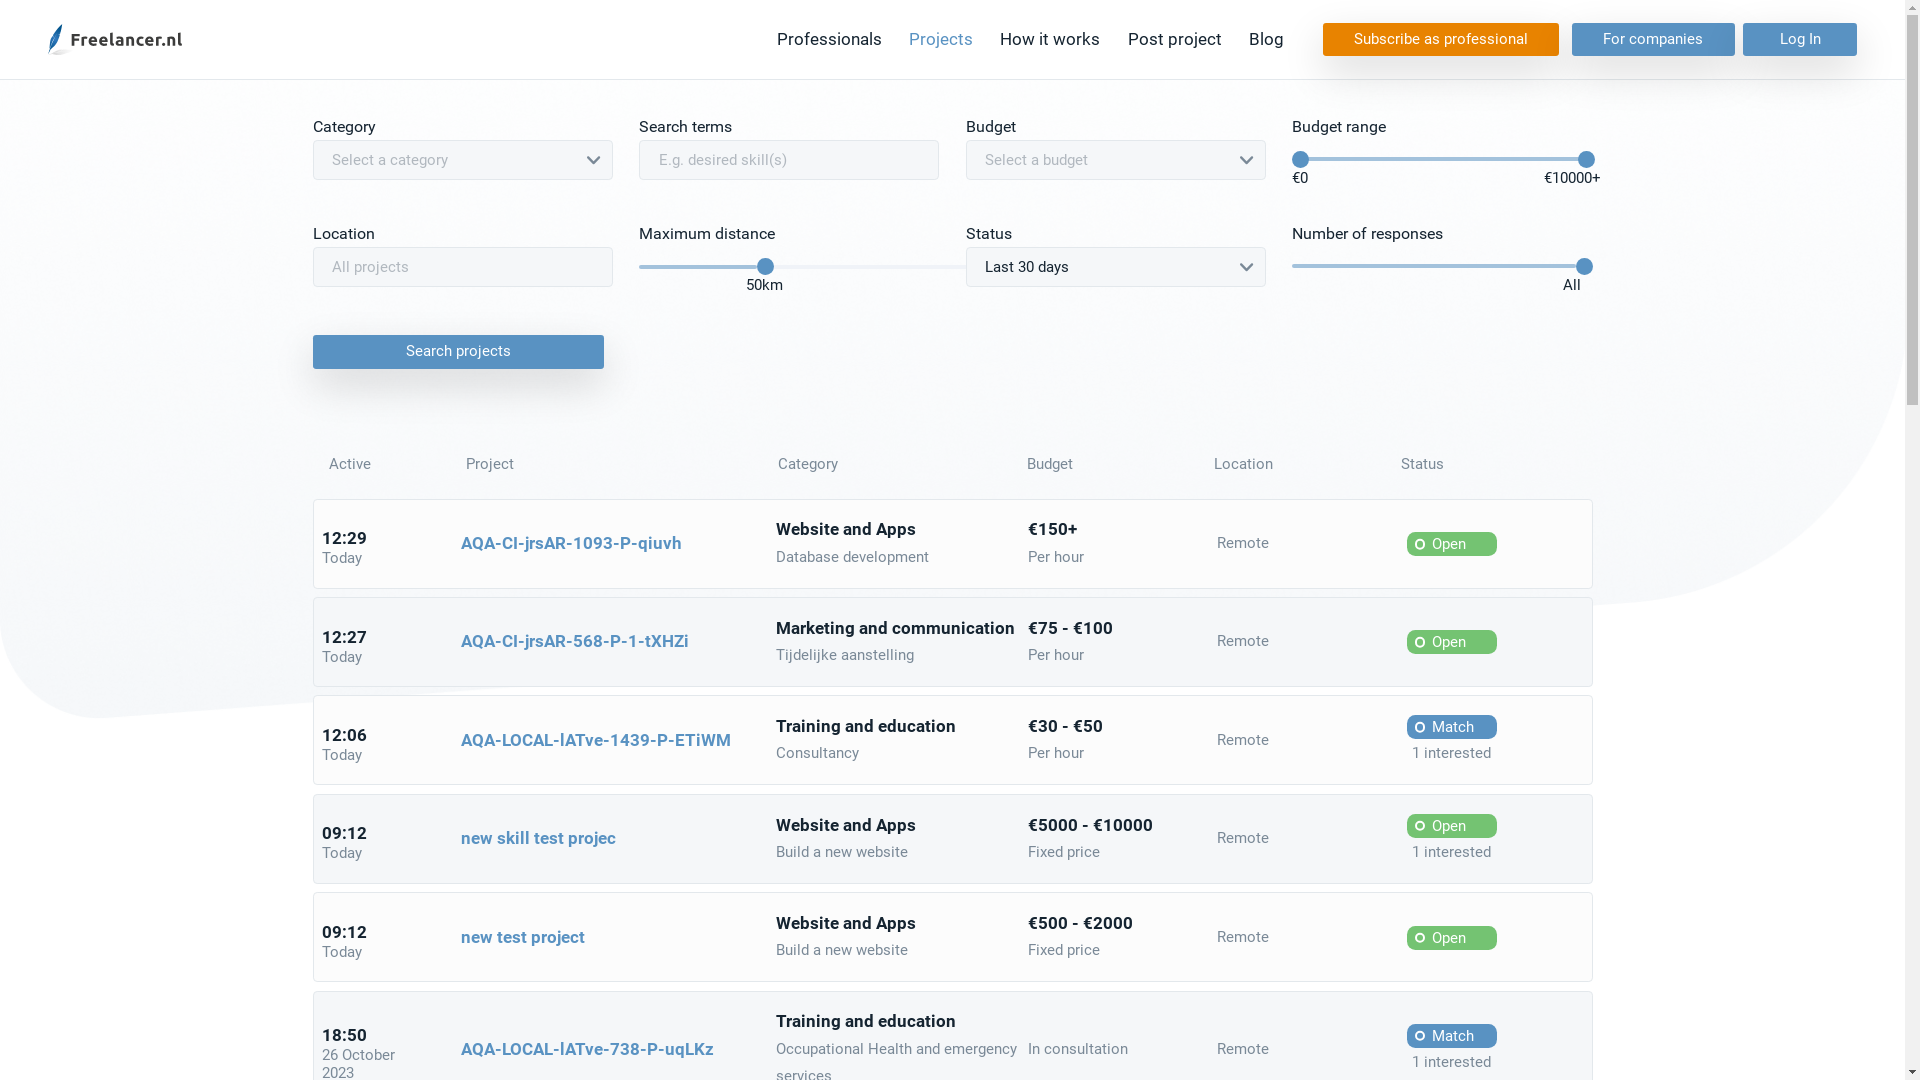 Freelancer.nl
Professionals Projects How it works Post project Blog Subscribe as professional For companies Log In
Category Search terms Budget Budget range
Select a category E.g. desired skill(s) Select a budget
€0 €10000+
Location Maximum distance Status Number of responses
All projects Last 30 days
50km All
Search projects
Active Project Category Budget Location Status
12:29
Today
AQA-CI-jrsAR-1093-P-qiuvh
Website and Apps
Database development
€150+
Per hour
Remote
Open
12:27
Today
AQA-CI-jrsAR-568-P-1-tXHZi
Marketing and communication
Tijdelijke aanstelling
€75 - €100
Per hour
Remote
Open
12:06
Today
AQA-LOCAL-lATve-1439-P-ETiWM
Training and education
Consultancy
€30 - €50
Per hour
Remote
Match
1 interested
09:12
Today
new skill test projec
Website and Apps
Build a new website
€5000 - €10000
Fixed price
Remote
Open
1 interested
09:12
Today
new test project
Website and Apps
Build a new website
€500 - €2000
Fixed price
Remote
Open
18:50
26 October
2023
AQA-LOCAL-lATve-738-P-uqLKz
Training and education
Occupational Health and emergency
services
In consultation
Remote
Match
1 interested